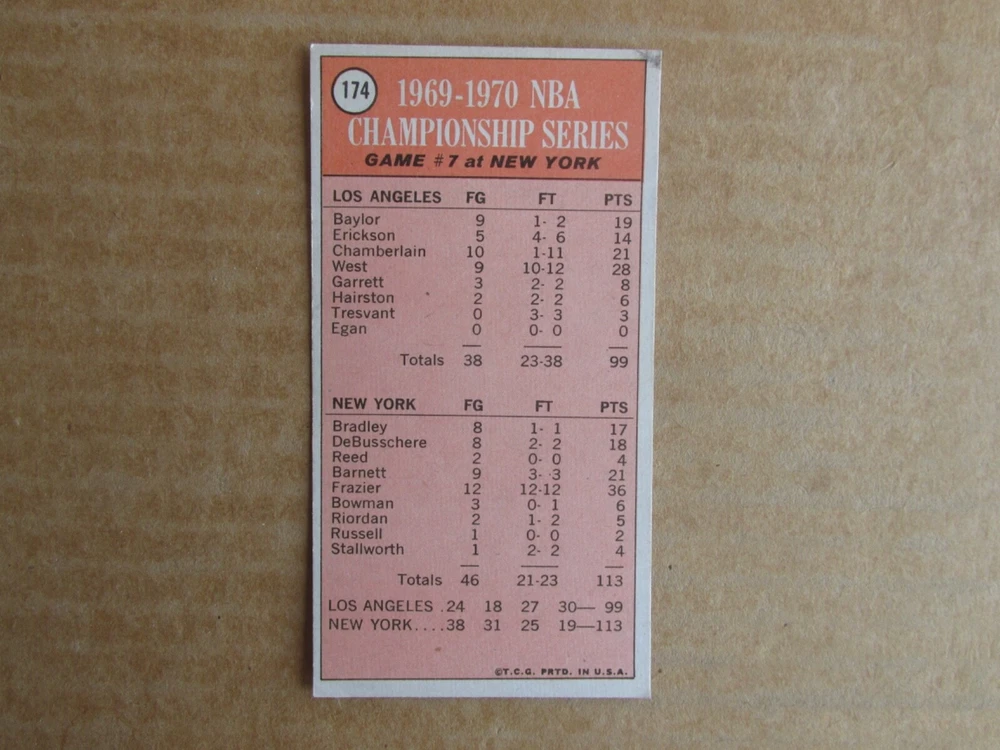 174
1969-1970 NBA
CHAMPIONSHIP SERIES
GAME #7 at NEW YORK
LOS ANGELES FG FT PTS
Baylor 9 1- 2 19
Erickson 5 4- 6 14
Chamberlain 10 1-11 21
West 9 10-12 28
Garrett 3 2- 2 8
Hairston 2 2- 2 6
Tresvant 0 3- 3 3
Egan 0 0- 0 0
Totals 38 23-38 99
NEW YORK FG FT PTS
Bradley 8 1- 1 17
DeBusschere 8 2- 2 18
Reed 2 0- 0 4
Barnett 9 3- 3 21
Frazier 12 12-12 36
Bowman 3 0- 1 6
Riordan 2 1- 2 5
Russell 1 0- 0 2
Stallworth 1 2- 2 4
Totals 46 21-23 113
LOS ANGELES .24 18 27 30— 99
NEW YORK....38 31 25 19—113
©T.C.G. PRTD. IN U.S.A.